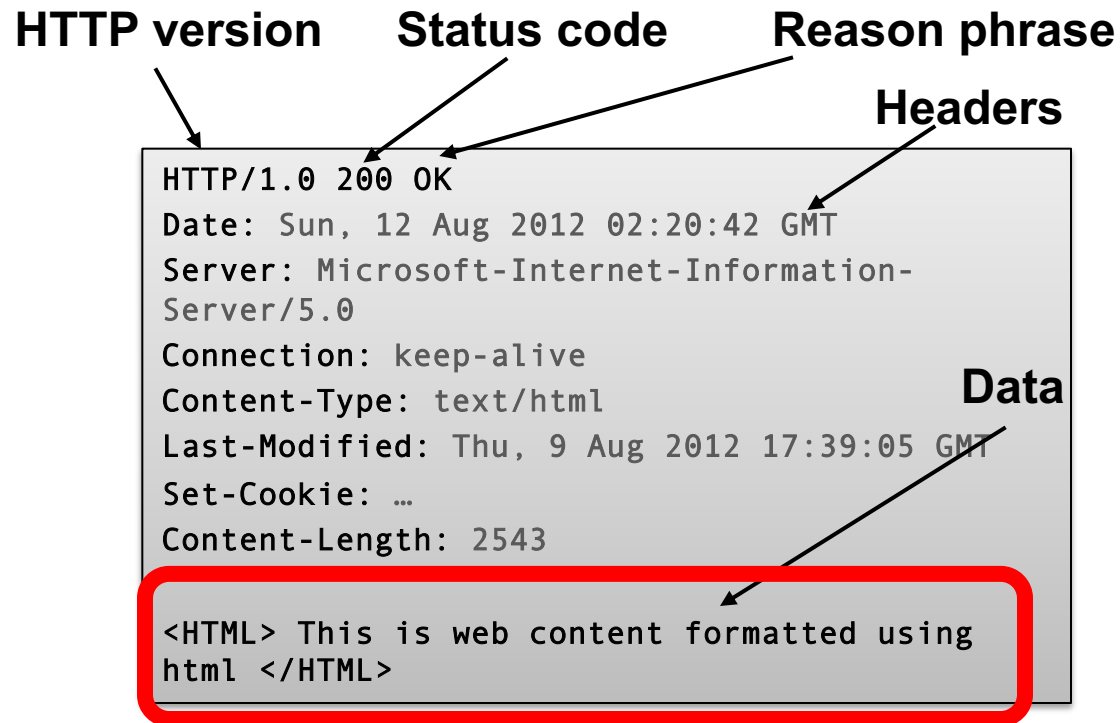 HTTP version Status code Reason phrase
Headers
HTTP/1.0 200 OK
Date: Sun, 12 Aug 2012 02:20:42 GMT
Server: Microsoft-Internet-Information-
Server/5.0
Connection: keep-alive
Content-Type: text/html
Data
Last-Modified: Thu, 9 Aug 2012 17:39:05 GMT
Set-Cookie: …
Content-Length: 2543
<HTML> This is web content formatted using
html </HTML>